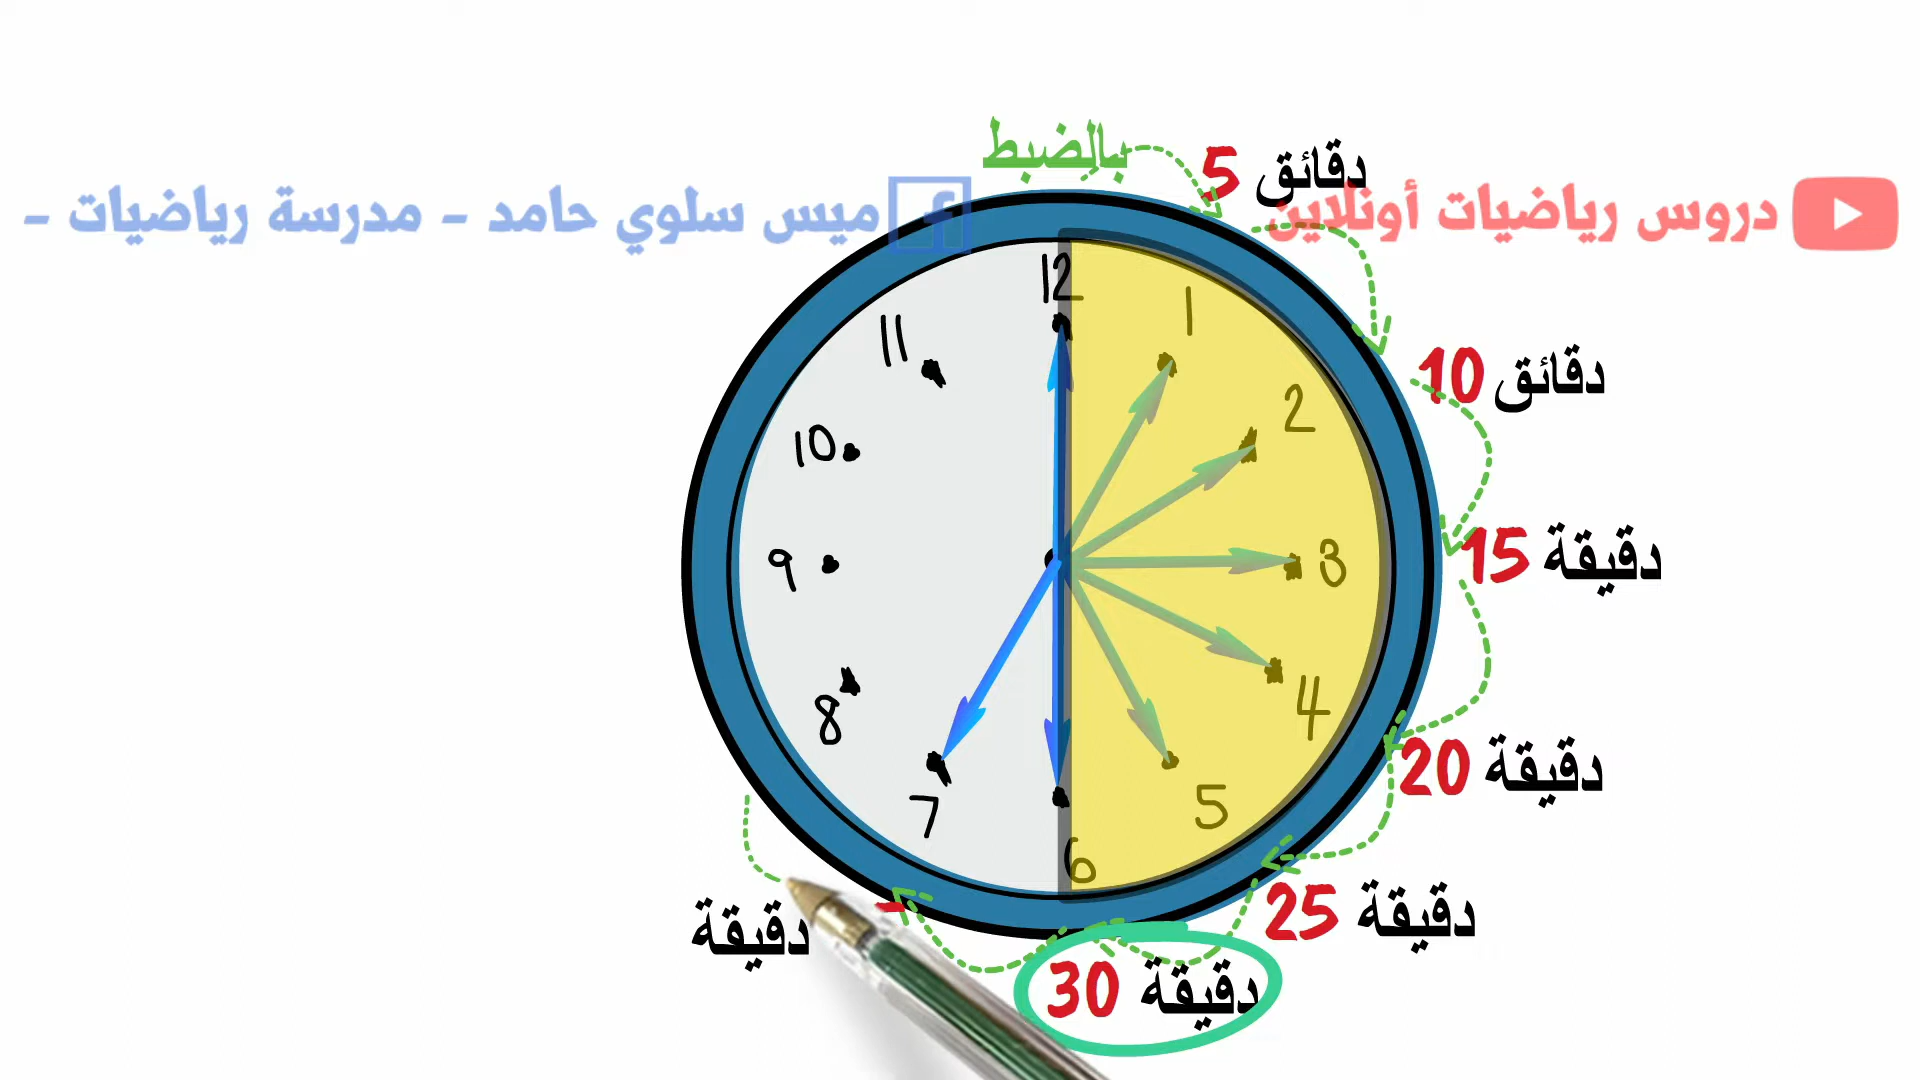 بالضبط
5 دقائق
ميس سلوي حامد - مدرسة رياضيات -
دروس رياضيات أونلاين
12
1
11
10 دقائق
2
10
15 دقيقة
3
9
4
8
20 دقيقة
5
7
6
25 دقيقة
دقيقة
30 دقيقة